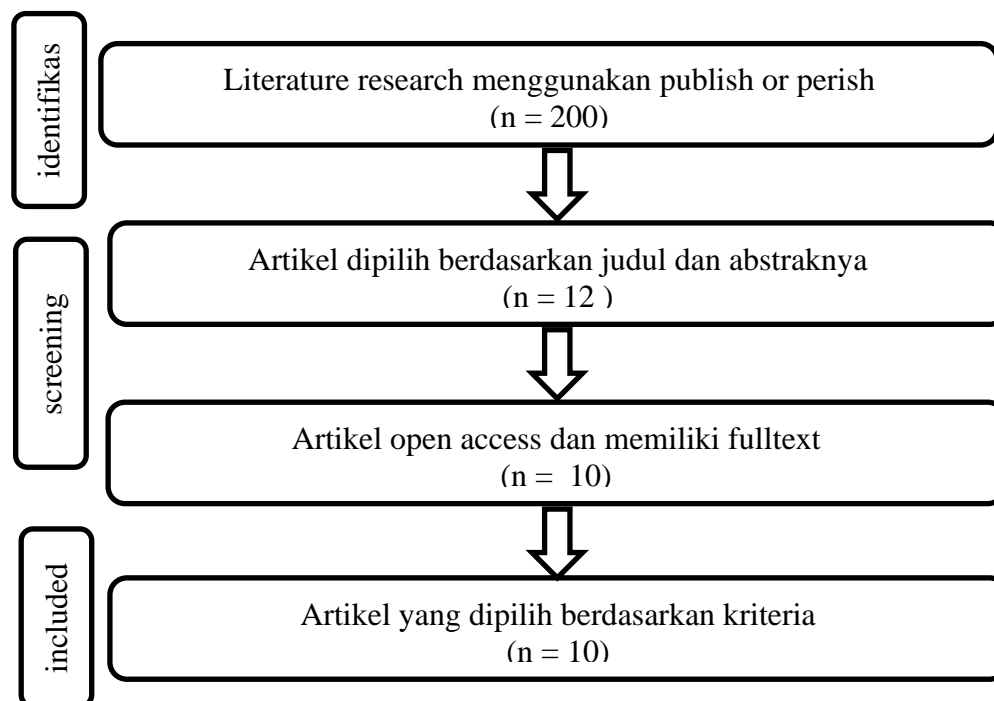 identifikas
Literature research menggunakan publish or perish
(n = 200)
screening
Artikel dipilih berdasarkan judul dan abstraknya
(n = 12 )
Artikel open access dan memiliki fulltext
(n =  10)
included
Artikel yang dipilih berdasarkan kriteria
(n = 10)